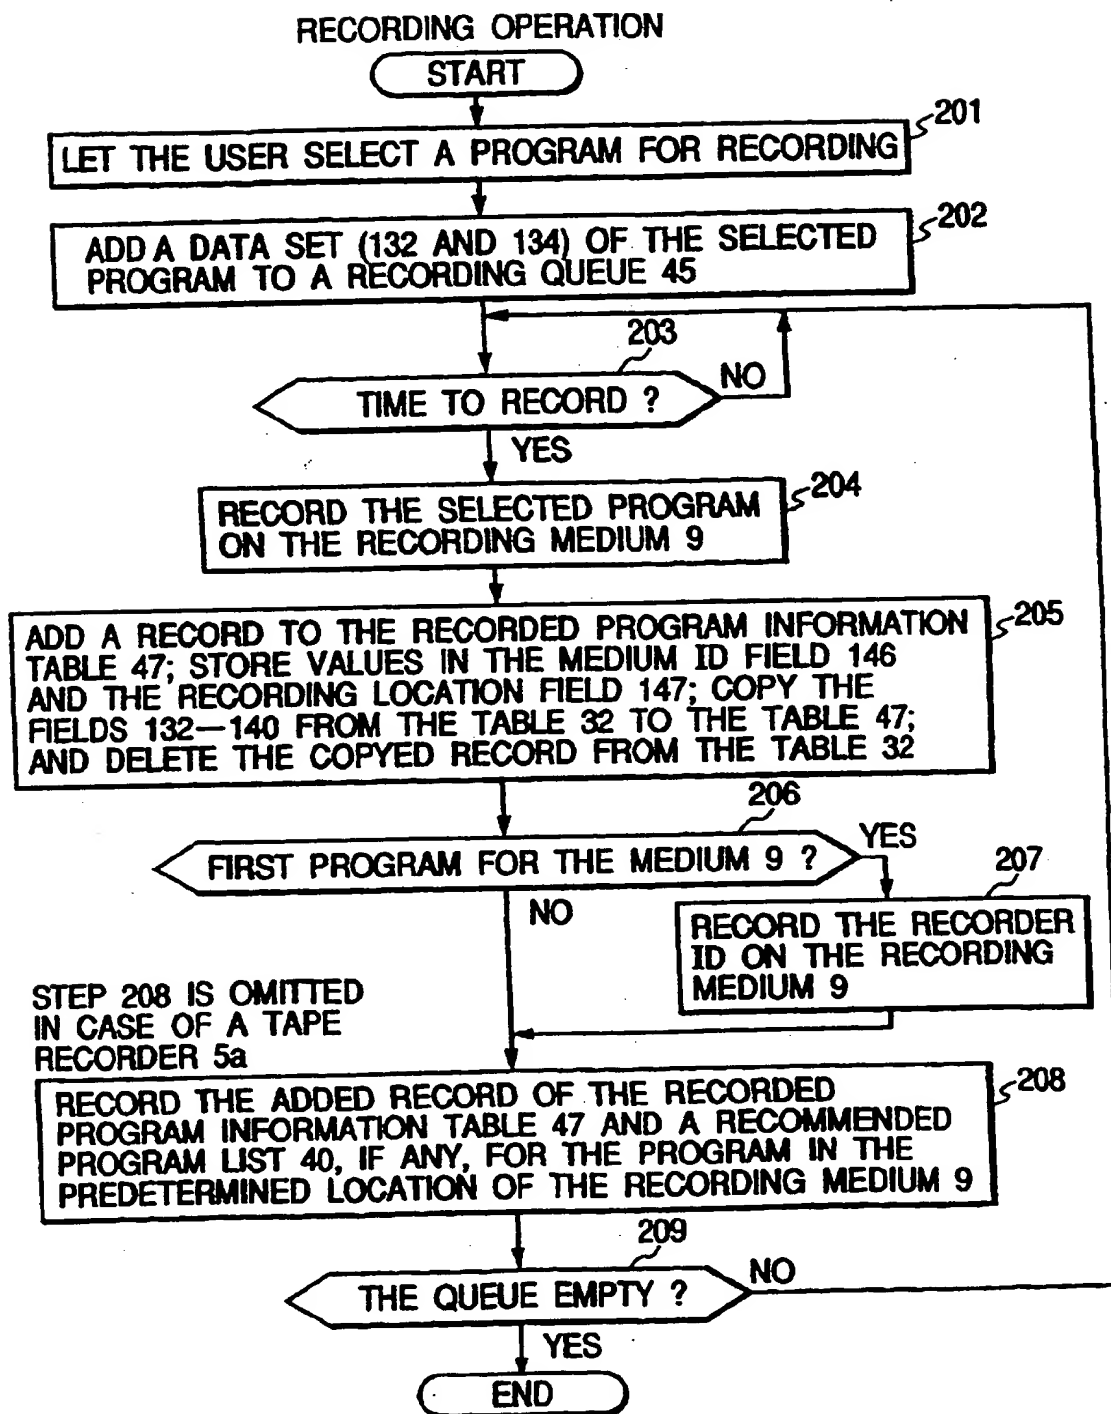 RECORDING OPERATION
START
201
LET THE USER SELECT A PROGRAM FOR RECORDING
202
ADD A DATA SET (132 AND 134) OF THE SELECTED
PROGRAM TO A RECORDING QUEUE 45
203
TIME TO RECORD ?
NO
YES
204
RECORD THE SELECTED PROGRAM
ON THE RECORDING MEDIUM 9
205
ADD A RECORD TO THE RECORDED PROGRAM INFORMATION
TABLE 47; STORE VALUES IN THE MEDIUM ID FIELD 146
AND THE RECORDING LOCATION FIELD 147; COPY THE
FIELDS 132—140 FROM THE TABLE 32 TO THE TABLE 47;
AND DELETE THE COPYED RECORD FROM THE TABLE 32
206
FIRST PROGRAM FOR THE MEDIUM 9 ?
YES
NO
207
RECORD THE RECORDER
ID ON THE RECORDING
MEDIUM 9
STEP 208 IS OMITTED
IN CASE OF A TAPE
RECORDER 5a
208
RECORD THE ADDED RECORD OF THE RECORDED
PROGRAM INFORMATION TABLE 47 AND A RECOMMENDED
PROGRAM LIST 40, IF ANY, FOR THE PROGRAM IN THE
PREDETERMINED LOCATION OF THE RECORDING MEDIUM 9
209
THE QUEUE EMPTY ?
NO
YES
END